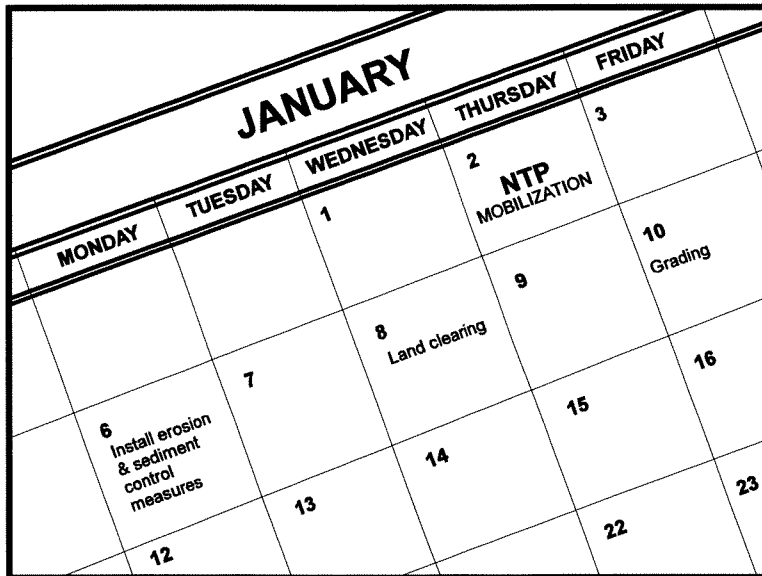 JANUARY
MONDAY
TUESDAY
WEDNESDAY
THURSDAY
FRIDAY
1
2
NTP
MOBILIZATION
3
6
Install erosion
& sediment
control
measures
7
8
Land clearing
9
10
Grading
12
13
14
15
16
22
23